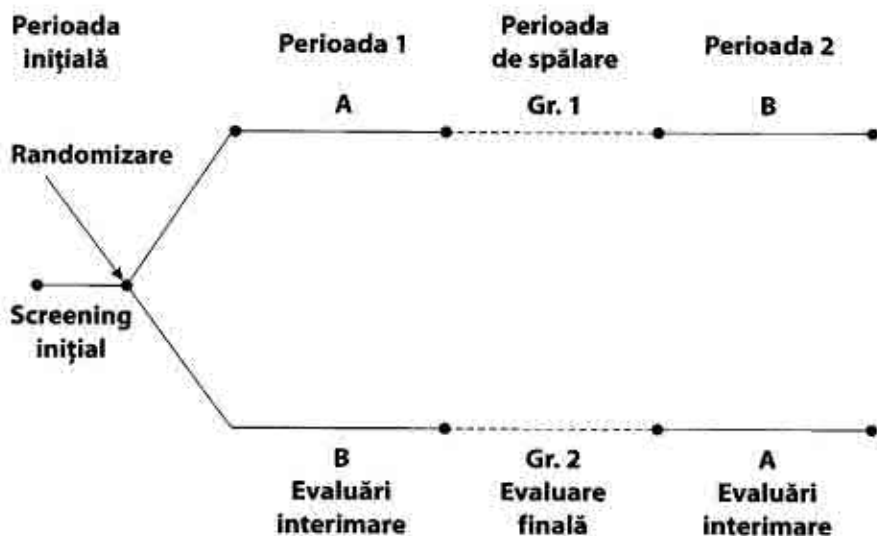 Perioada
inițială
Perioada 1
Perioada
de spălare
Perioada 2
A
Gr. 1
B
Randomizare
Screening
inițial
B
Evaluări
interimare
Gr. 2
Evaluare
finală
A
Evaluări
interimare